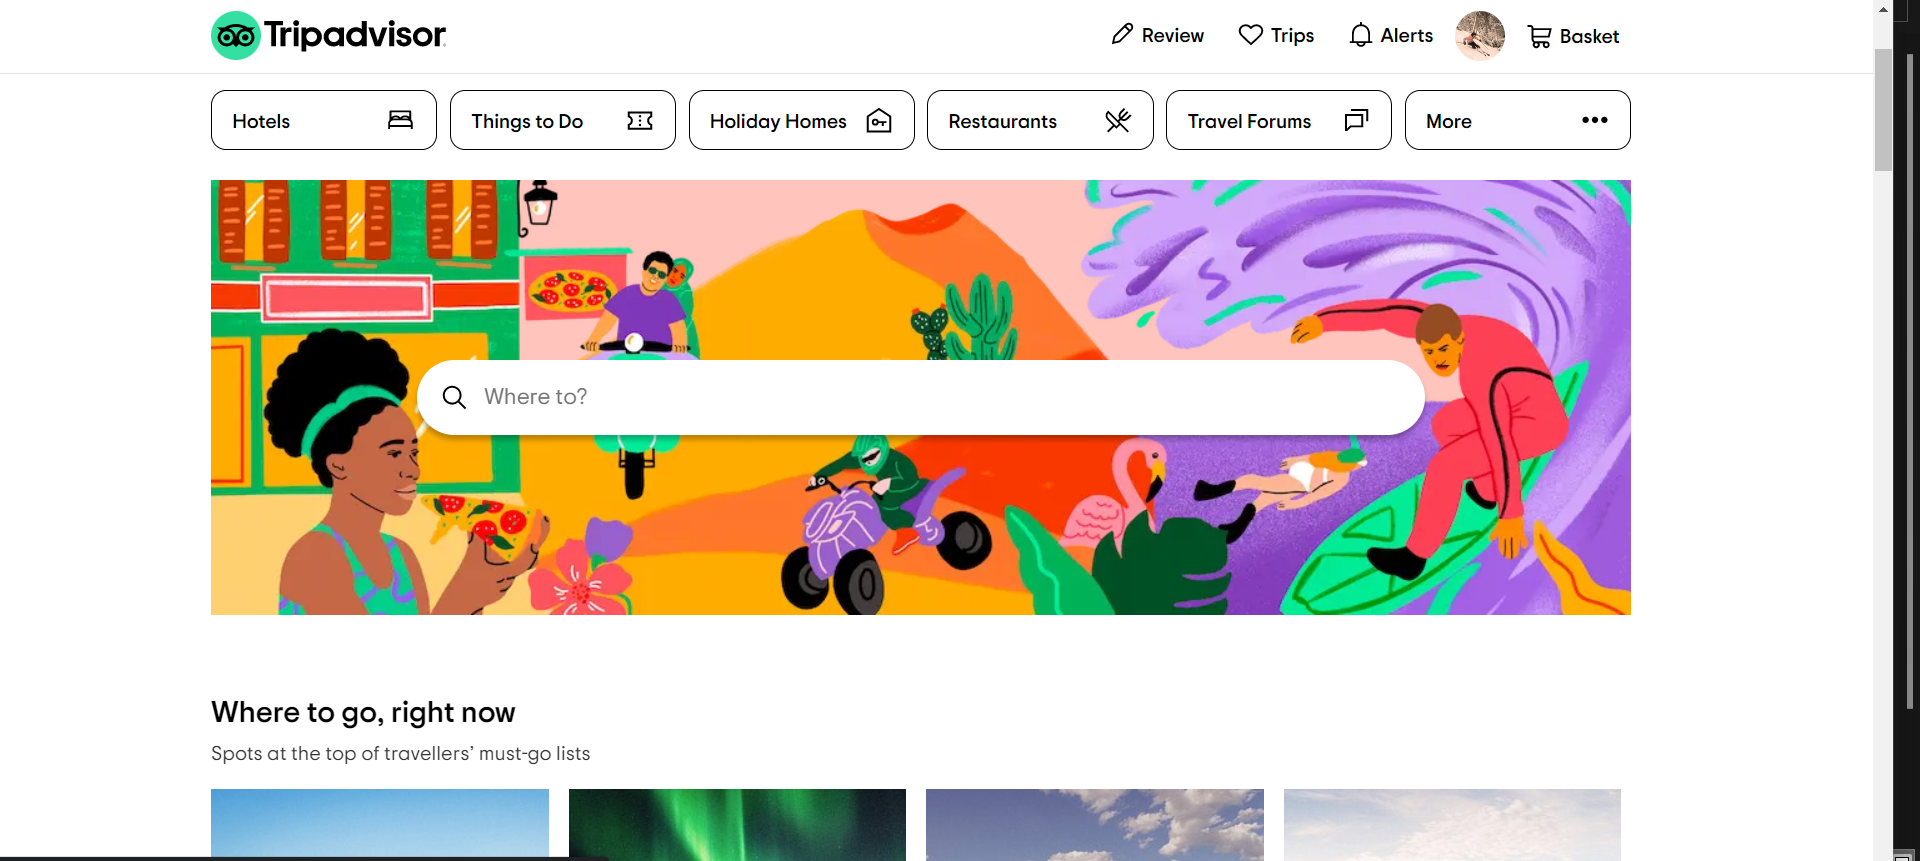 Tripadvisor
Review
Trips
Alerts
Basket
Hotels
Things to Do
Holiday Homes
Restaurants
Travel Forums
More
Where to?
Where to go, right now
Spots at the top of travellers’ must-go lists